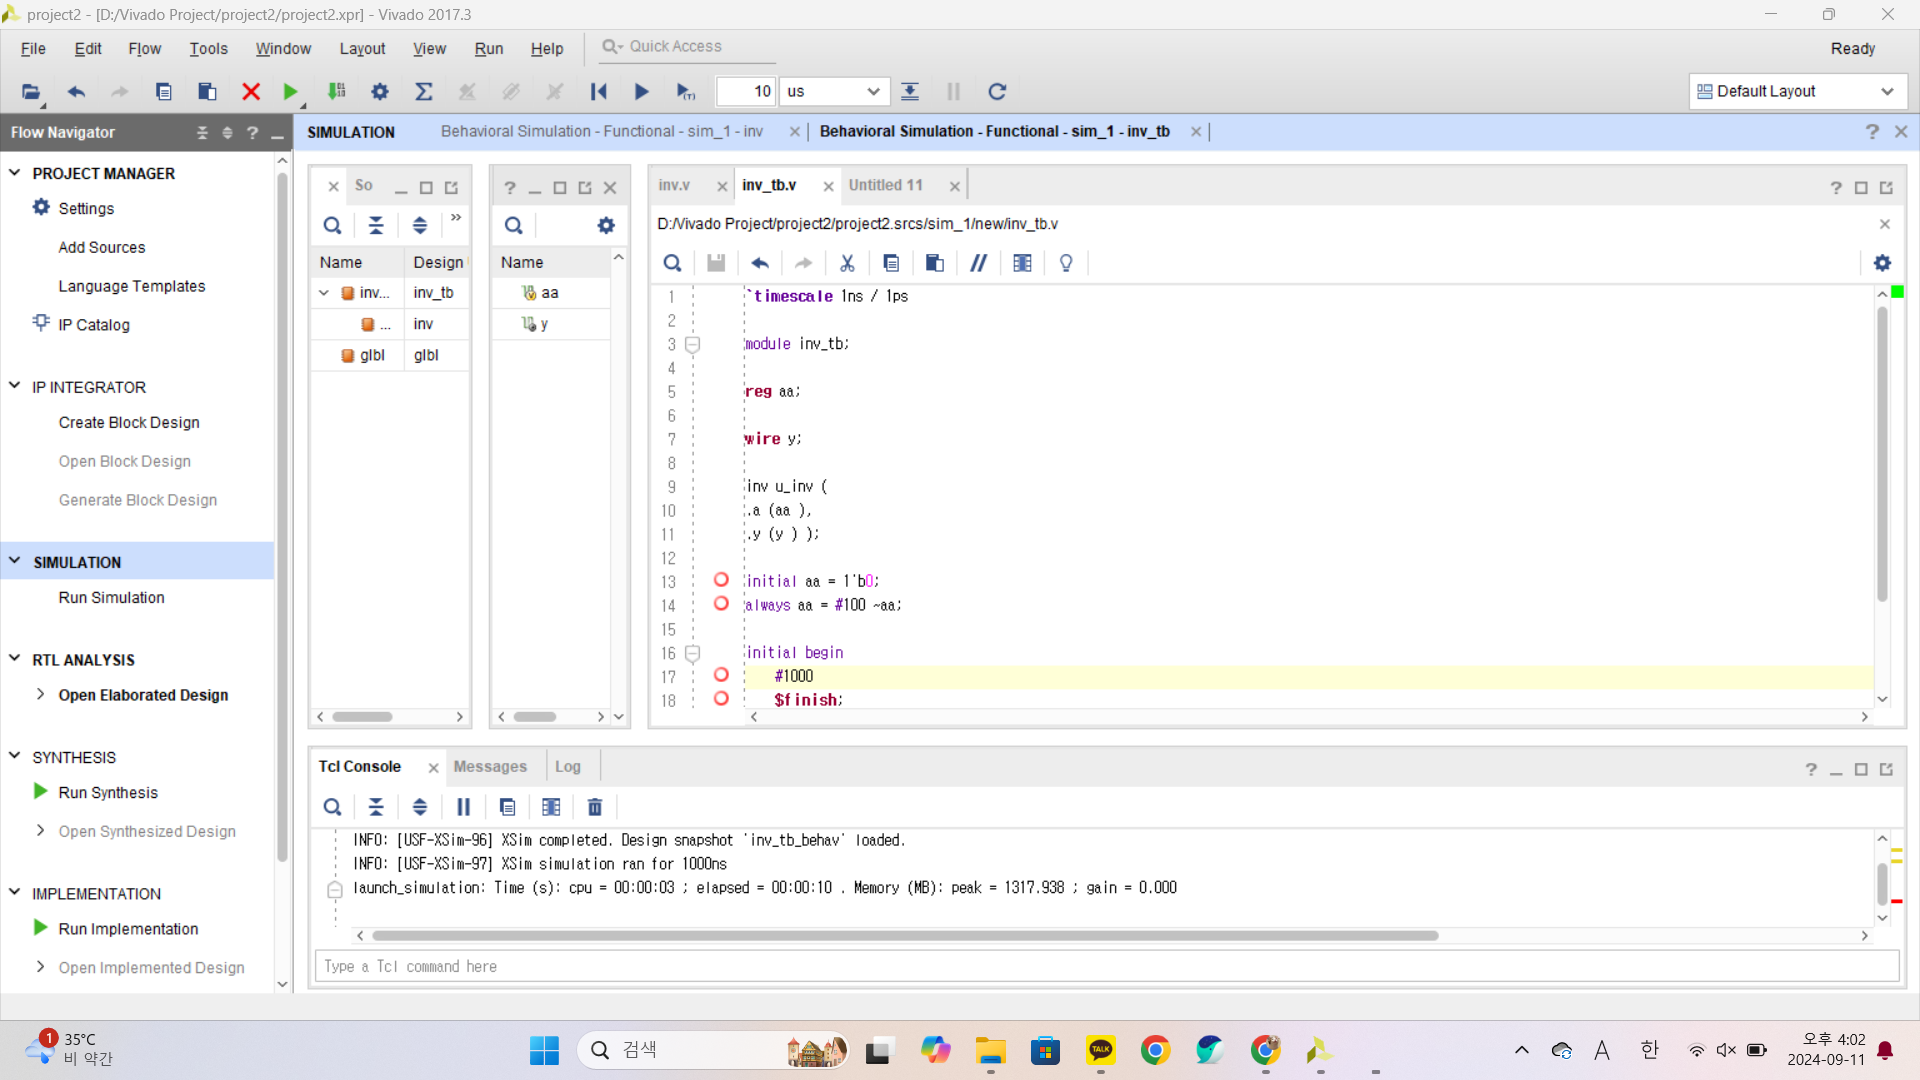 project2 - [D:/Vivado Project/project2/project2.xpr] - Vivado 2017.3
File Edit Flow Tools Window Layout View Run Help Quick Access Ready
10 us Default Layout
Flow Navigator
SIMULATION Behavioral Simulation - Functional - sim_1 - inv Behavioral Simulation - Functional - sim_1 - inv_tb
PROJECT MANAGER
Settings
Add Sources
Language Templates
IP Catalog
IP INTEGRATOR
Create Block Design
Open Block Design
Generate Block Design
SIMULATION
Run Simulation
RTL ANALYSIS
Open Elaborated Design
SYNTHESIS
Run Synthesis
Open Synthesized Design
IMPLEMENTATION
Run Implementation
Open Implemented Design
So
Name Design
inv... inv_tb
... inv
glbl glbl
Name
aa
y
inv.v inv_tb.v Untitled 11
D:/Vivado Project/project2/project2.srcs/sim_1/new/inv_tb.v
1 `timescale 1ns / 1ps
2
3 module inv_tb;
4
5 reg aa;
6
7 wire y;
8
9 inv u_inv (
10 .a (aa ),
11 .y (y ) );
12
13 initial aa = 1'b0;
14 always aa = #100 ~aa;
15
16 initial begin
17 #1000
18 $finish;
Tcl Console Messages Log
INFO: [USF-XSim-96] XSim completed. Design snapshot 'inv_tb_behav' loaded.
INFO: [USF-XSim-97] XSim simulation ran for 1000ns
launch_simulation: Time (s): cpu = 00:00:03 ; elapsed = 00:00:10 . Memory (MB): peak = 1317.938 ; gain = 0.000
Type a Tcl command here
1
35°C
비 약간
검색
TALK
A 한
오후 4:02
2024-09-11